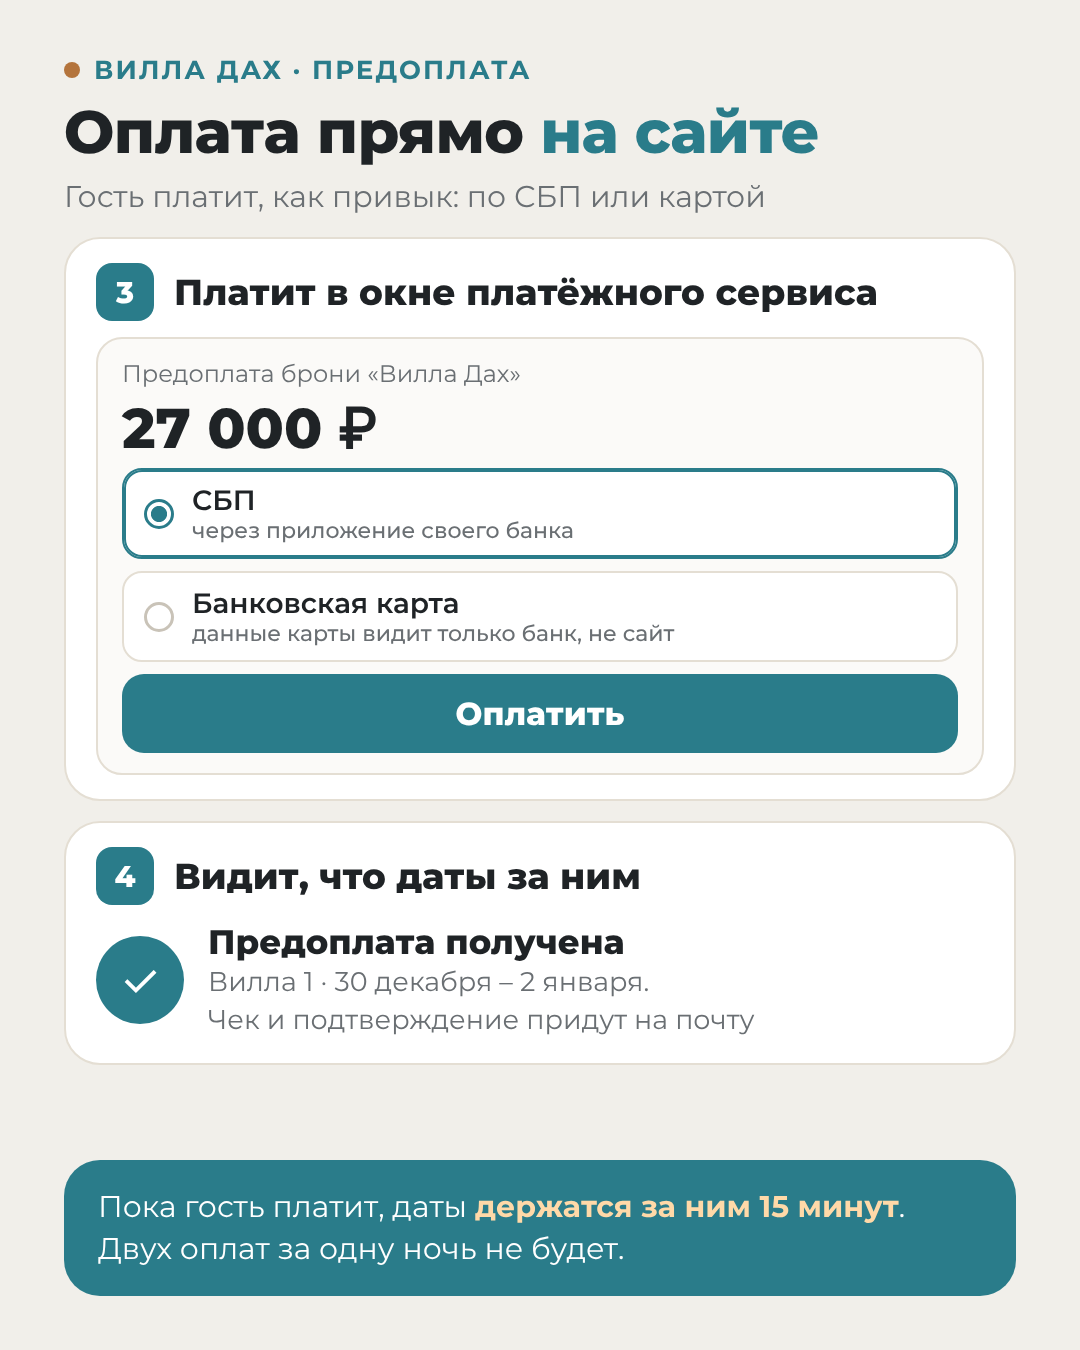 ВИЛЛА ДАХ · ПРЕДОПЛАТА
Оплата прямо на сайте
Гость платит, как привык: по СБП или картой
3 Платит в окне платёжного сервиса
Предоплата брони «Вилла Дах»
27 000 ₽
СБП
через приложение своего банка
Банковская карта
данные карты видит только банк, не сайт
Оплатить
4 Видит, что даты за ним
Предоплата получена
Вилла 1 · 30 декабря – 2 января.
Чек и подтверждение придут на почту
Пока гость платит, даты держатся за ним 15 минут.
Двух оплат за одну ночь не будет.